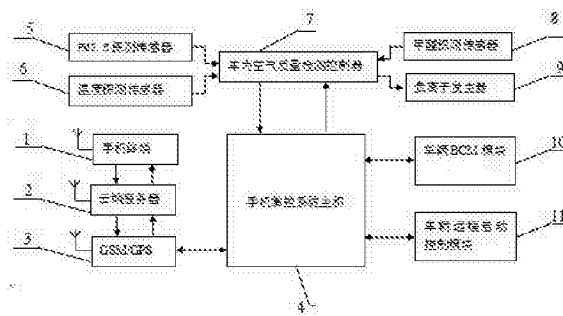 7
5
PM2.5探测传感器
甲醛探测传感器
8
车内空气质量检测控制器
6
温度探测传感器
负离子发生器
9
1
手机终端
车辆BCM模块
10
2
云端服务器
手机掌控系统主机
3
GSM/GPS
车辆远程启动
控制模块
11
4